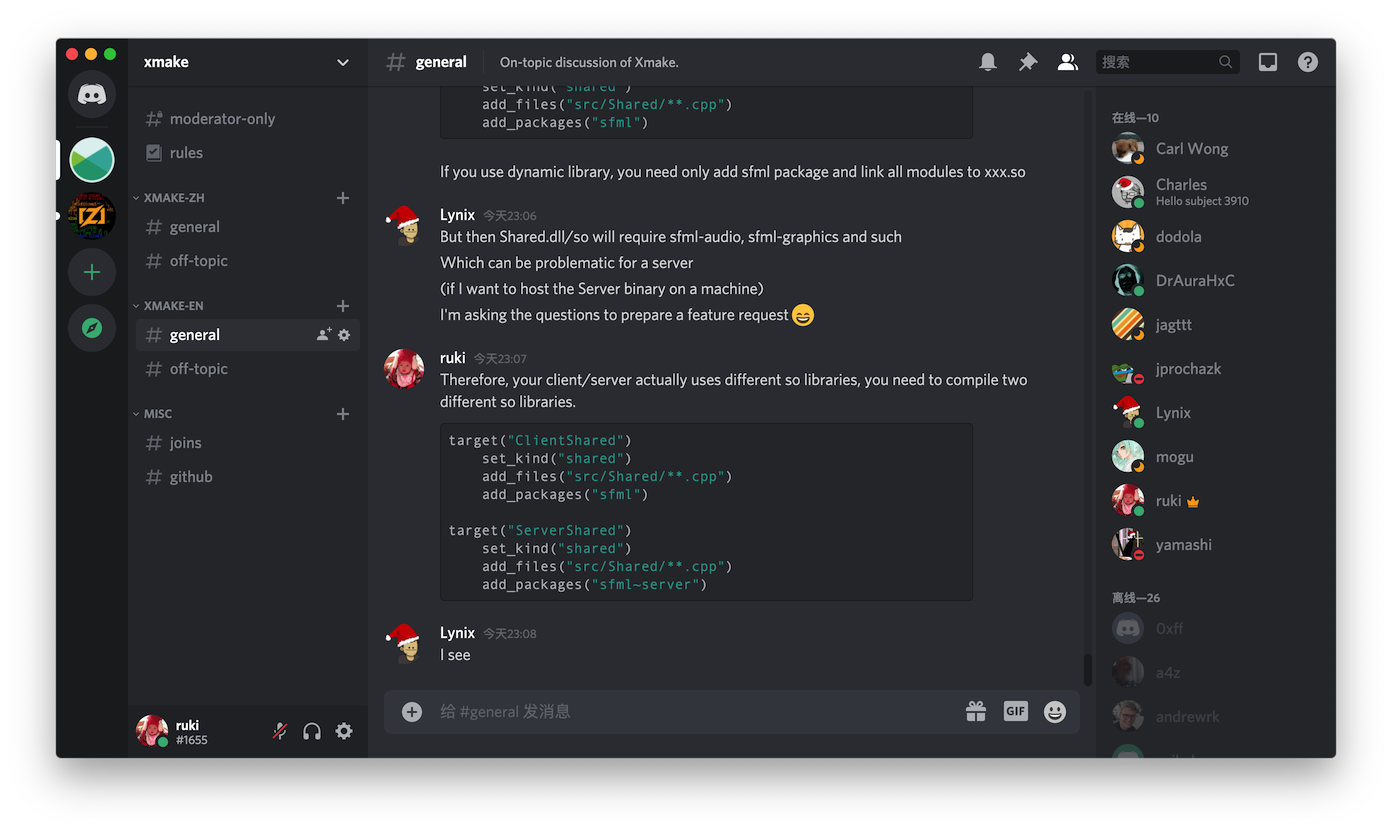 xmake
moderator-only
rules
XMAKE-ZH
general
off-topic
XMAKE-EN
general
off-topic
MISC
joins
github
ruki
#1655
general
On-topic discussion of Xmake.
搜索
set_kind("shared")
add_files("src/Shared/**.cpp")
add_packages("sfml")
If you use dynamic library, you need only add sfml package and link all modules to xxx.so
Lynix 今天23:06
But then Shared.dll/so will require sfml-audio, sfml-graphics and such
Which can be problematic for a server
(if I want to host the Server binary on a machine)
I'm asking the questions to prepare a feature request
ruki 今天23:07
Therefore, your client/server actually uses different so libraries, you need to compile two
different so libraries.
target("ClientShared")
set_kind("shared")
add_files("src/Shared/**.cpp")
add_packages("sfml")
target("ServerShared")
set_kind("shared")
add_files("src/Shared/**.cpp")
add_packages("sfml~server")
Lynix 今天23:08
I see
给 #general 发消息
GIF
在线—10
Carl Wong
Charles
Hello subject 3910
dodola
DrAuraHxC
jagttt
jprochazk
Lynix
mogu
ruki
yamashi
离线—26
0xff
a4z
andrewrk